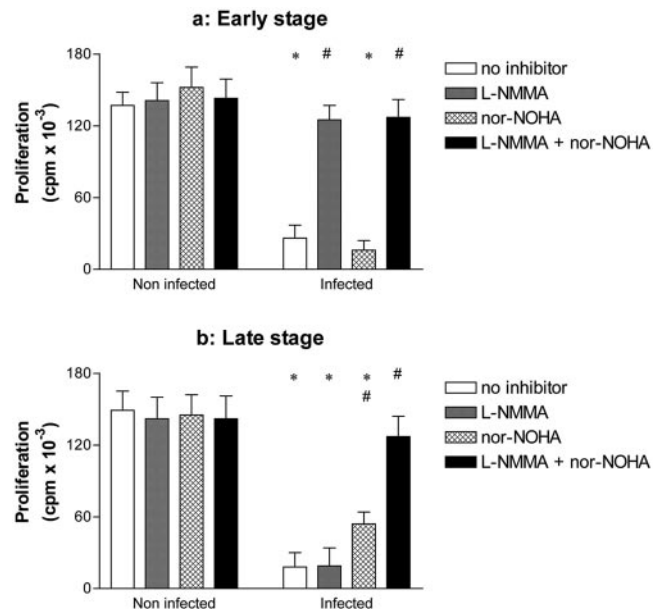 a: Early stage
180
120
60
0
Proliferation
(cpm x 10⁻³)
* # * #
Non infected Infected
no inhibitor
L-NMMA
nor-NOHA
L-NMMA + nor-NOHA
b: Late stage
180
120
60
0
Proliferation
(cpm x 10⁻³)
* * * #
#
Non infected Infected
no inhibitor
L-NMMA
nor-NOHA
L-NMMA + nor-NOHA